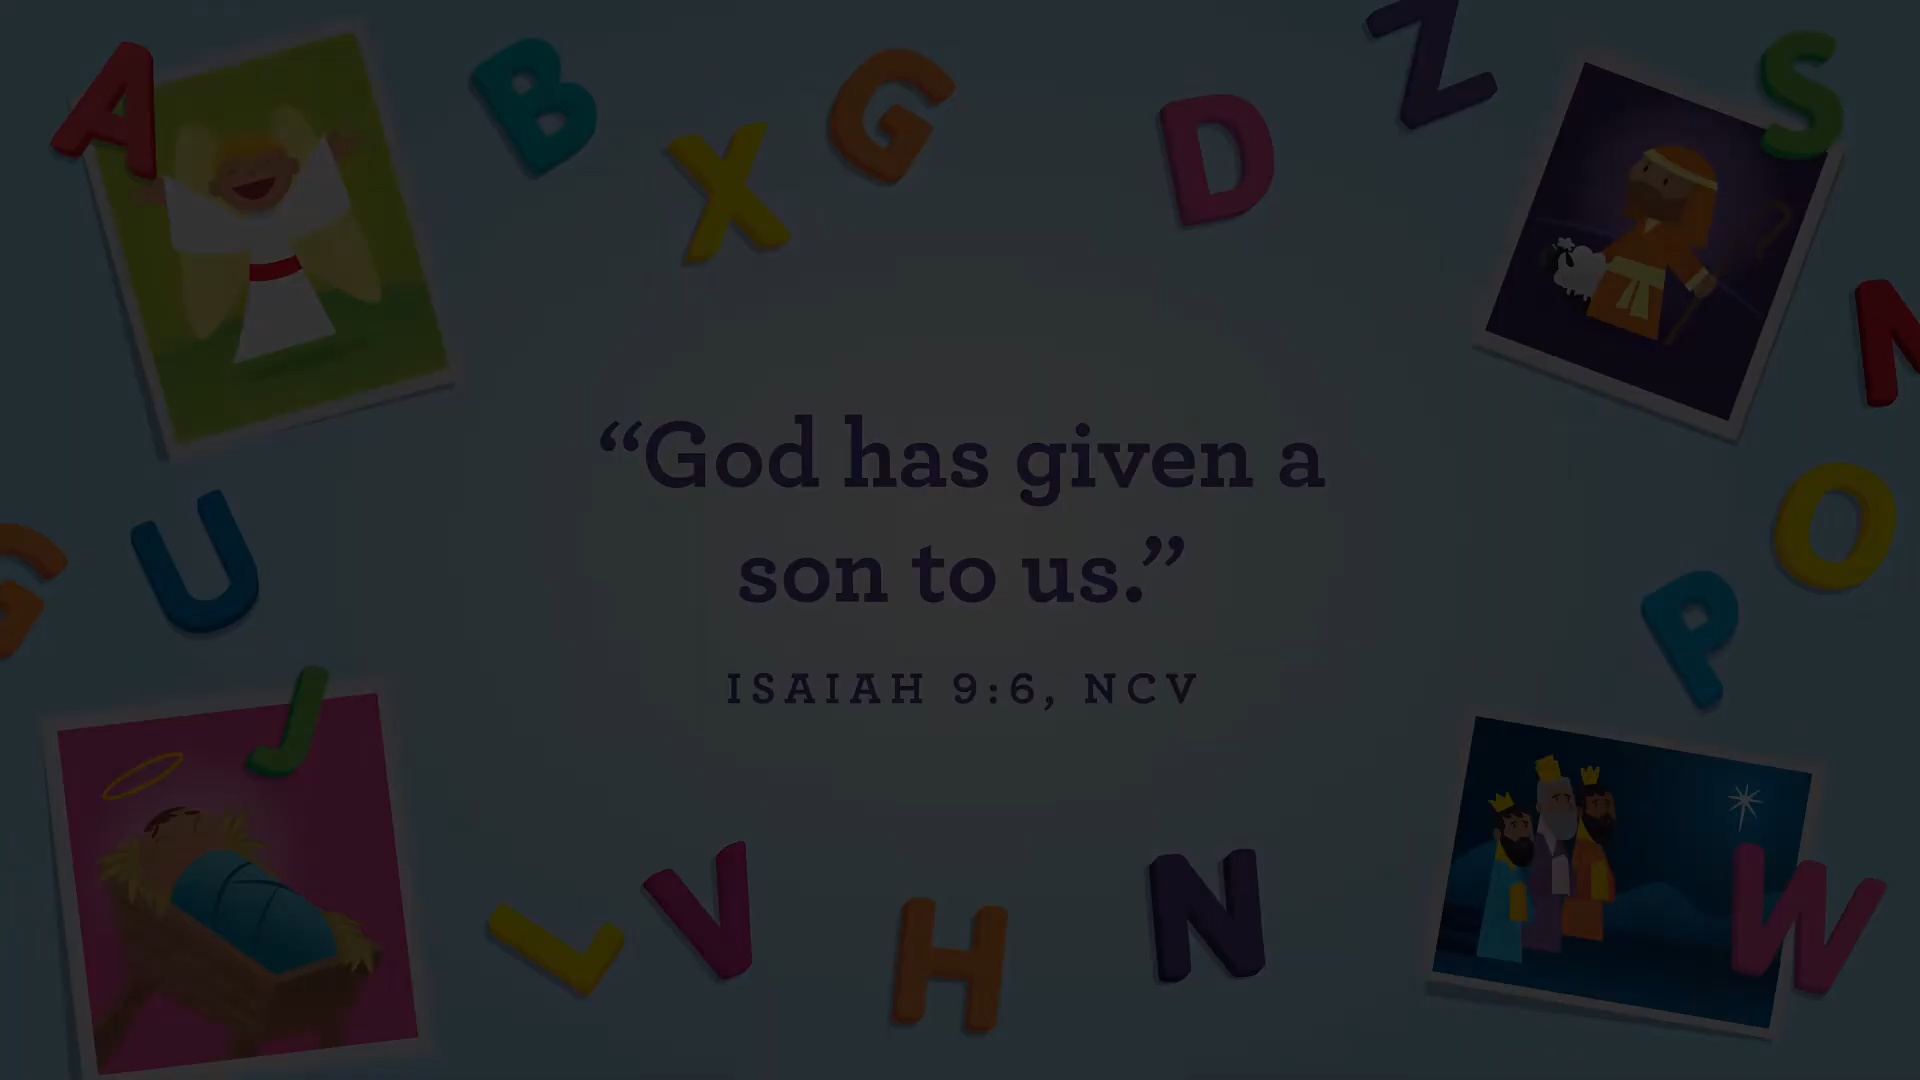 A
B
X
G
D
Z
S
N
“God has given a
son to us.”
ISAIAH 9:6, NCV
G
U
O
P
J
L
V
H
N
W